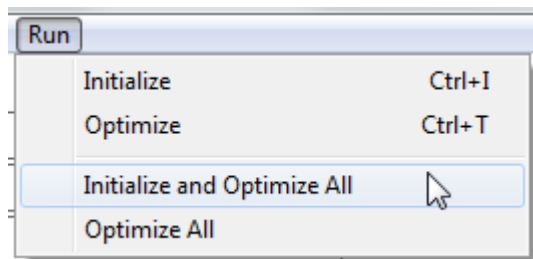 Run
Initialize Ctrl+I
Optimize Ctrl+T
Initialize and Optimize All
Optimize All